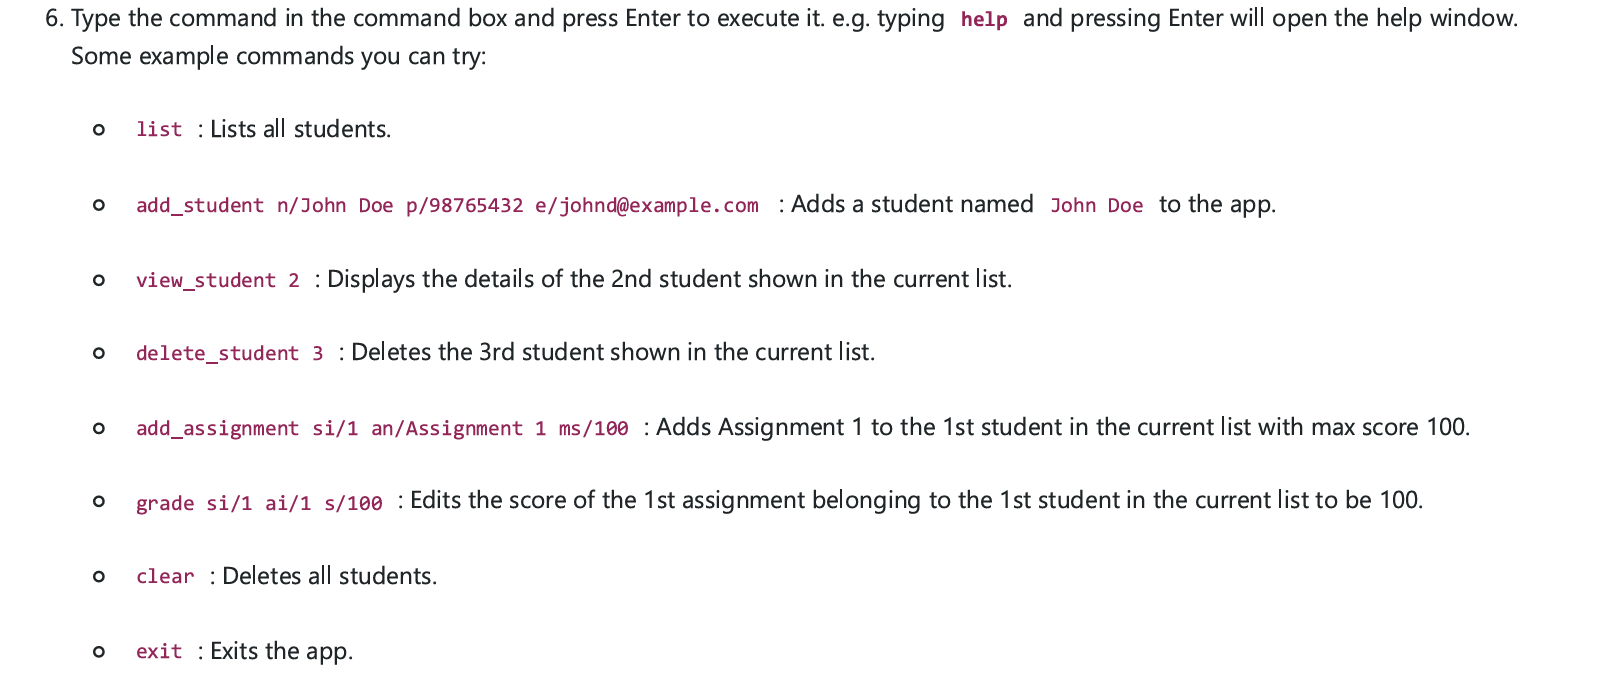 6. Type the command in the command box and press Enter to execute it. e.g. typing help and pressing Enter will open the help window.
Some example commands you can try:
list : Lists all students.
add_student n/John Doe p/98765432 e/johnd@example.com : Adds a student named John Doe to the app.
view_student 2 : Displays the details of the 2nd student shown in the current list.
delete_student 3 : Deletes the 3rd student shown in the current list.
add_assignment si/1 an/Assignment 1 ms/100 : Adds Assignment 1 to the 1st student in the current list with max score 100.
grade si/1 ai/1 s/100 : Edits the score of the 1st assignment belonging to the 1st student in the current list to be 100.
clear : Deletes all students.
exit : Exits the app.